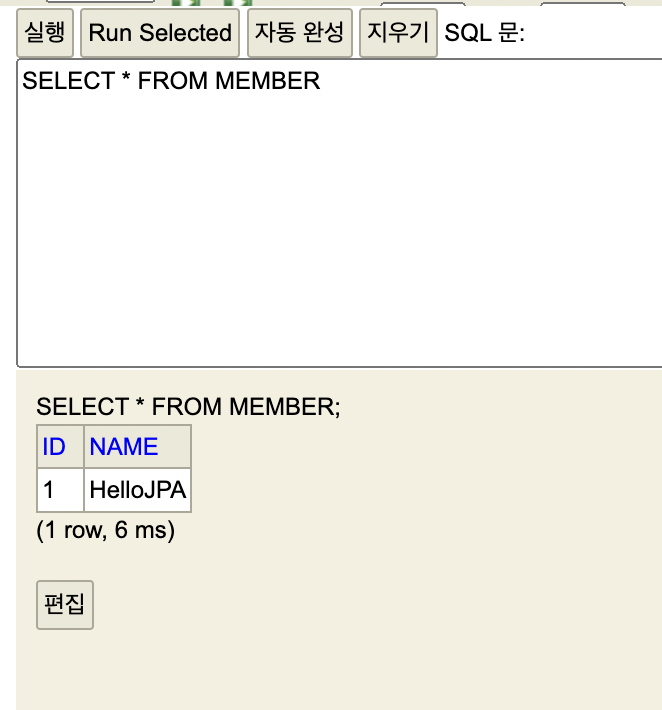 실행 Run Selected 자동 완성 지우기 SQL 문:
SELECT * FROM MEMBER
SELECT * FROM MEMBER;
ID NAME
1 HelloJPA
(1 row, 6 ms)
편집